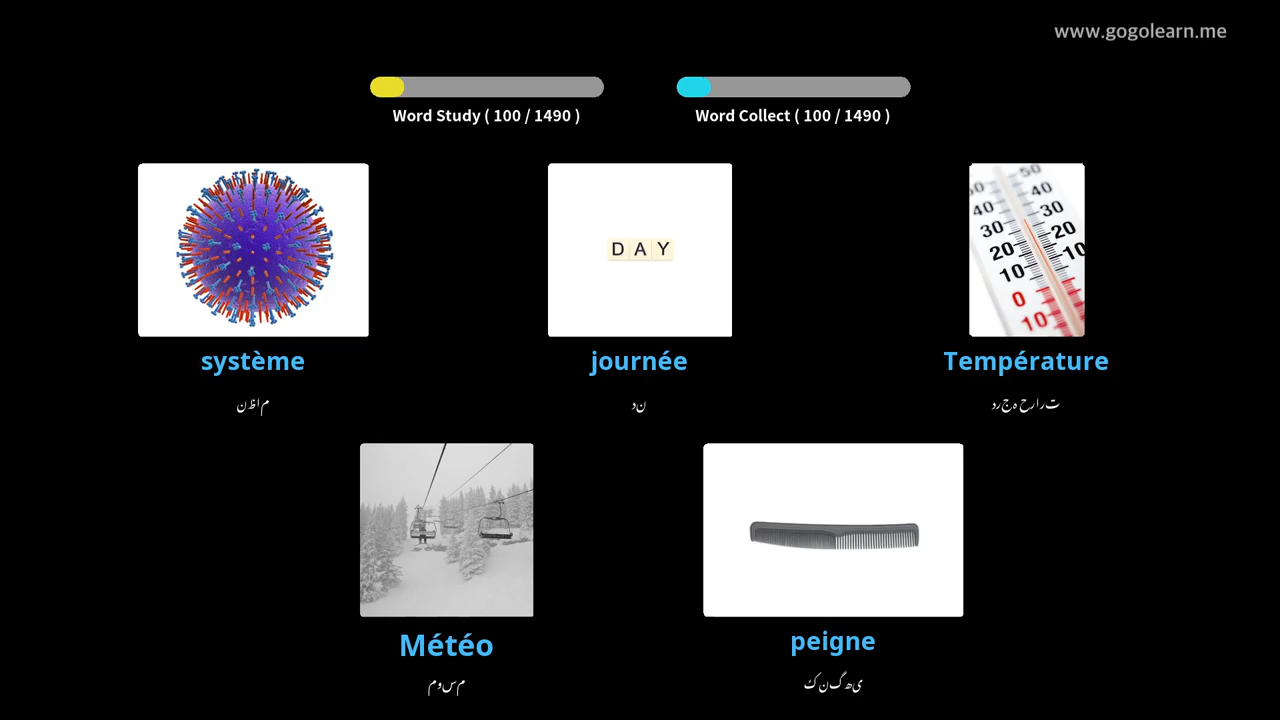 www.gogolearn.me
Word Study ( 100 / 1490 )
Word Collect ( 100 / 1490 )
DAY
système
journée
Température
نظام
دن
درجہ حرارت
Météo
peigne
موسم
کنگھی